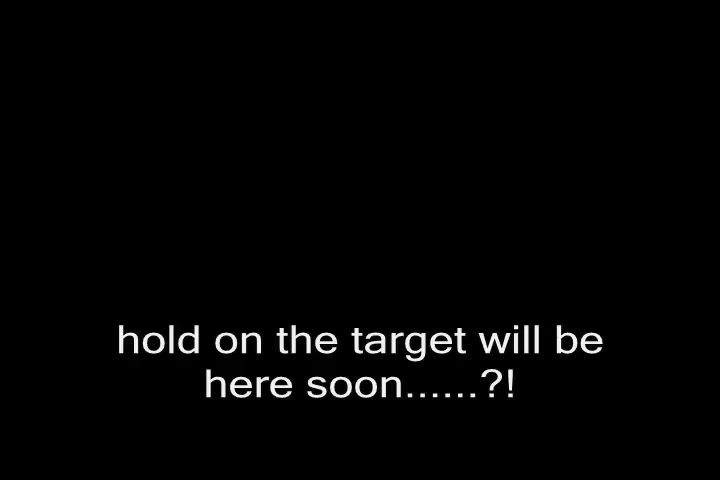 hold on the target will be
here soon......?!